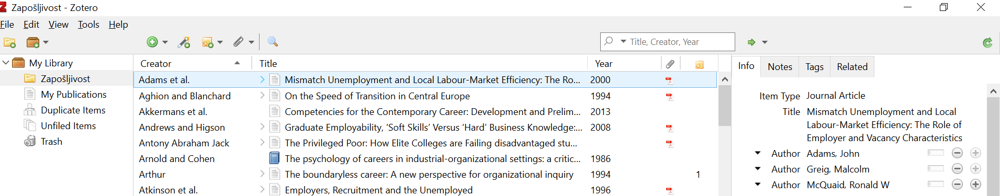 Zapošljivost - Zotero
File Edit View Tools Help
Title, Creator, Year
My Library
Zapošljivost
My Publications
Duplicate Items
Unfiled Items
Trash
Creator Title Year
Adams et al. Mismatch Unemployment and Local Labour-Market Efficiency: The Ro... 2000
Aghion and Blanchard On the Speed of Transition in Central Europe 1994
Akkermans et al. Competencies for the Contemporary Career: Development and Prelim... 2013
Andrews and Higson Graduate Employability, ‘Soft Skills’ Versus ‘Hard’ Business Knowledge:... 2008
Antony Abraham Jack The Privileged Poor: How Elite Colleges are Failing disadvantaged stu...
Arnold and Cohen The psychology of careers in industrial-organizational settings: a critic... 1986
Arthur The boundaryless career: A new perspective for organizational inquiry 1994 1
Atkinson et al. Employers, Recruitment and the Unemployed 1996
Info Notes Tags Related
Item Type Journal Article
Title Mismatch Unemployment and Local
Labour-Market Efficiency: The Role of
Employer and Vacancy Characteristics
Author Adams, John
Author Greig, Malcolm
Author McQuaid, Ronald W